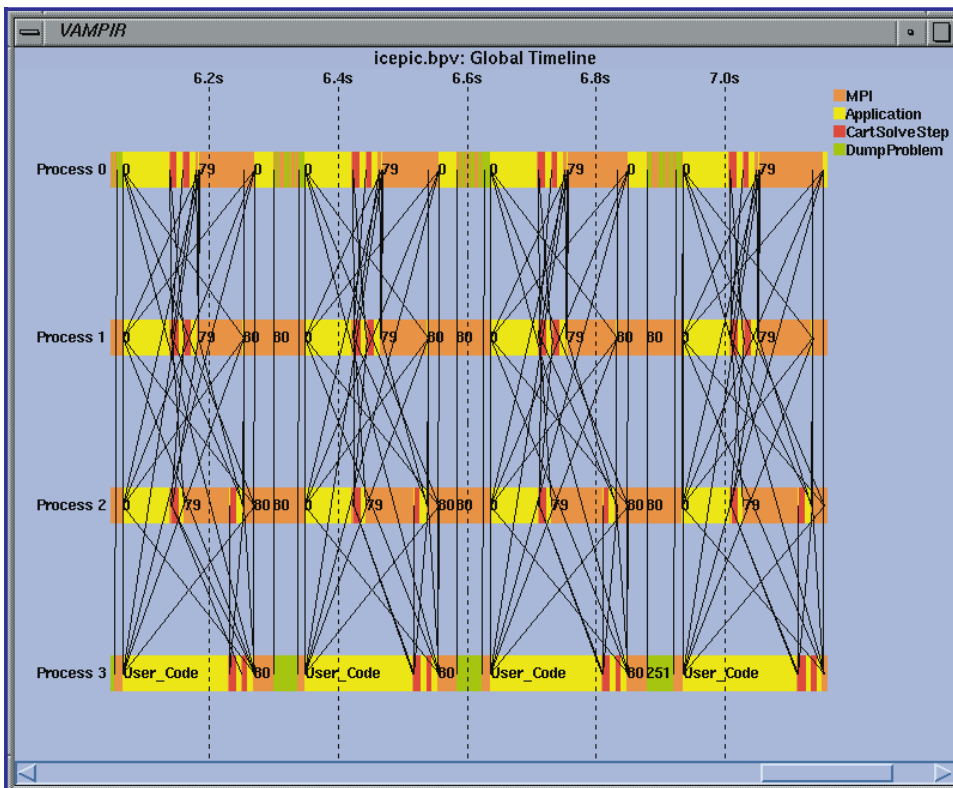 VAMPIR
icepic.bpv: Global Timeline
6.2s 6.4s 6.6s 6.8s 7.0s
MPI
Application
CartSolveStep
DumpProblem
Process 0 0 79 0 0 79 0 0 79 0 0 79
Process 1 0 79 80 80 0 79 80 80 0 79 80 80 0 79
Process 2 0 79 80 80 0 79 80 80 0 79 80 80 0 79
Process 3 User_Code 80 User_Code 80 User_Code 80 251 User_Code